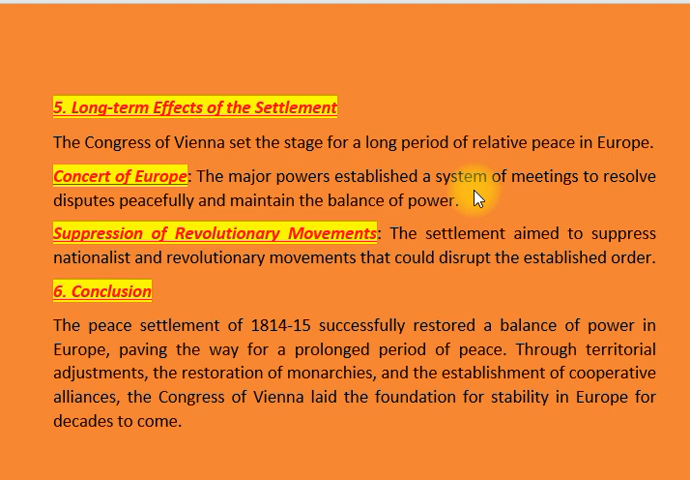 5. Long-term Effects of the Settlement
The Congress of Vienna set the stage for a long period of relative peace in Europe.
Concert of Europe: The major powers established a system of meetings to resolve
disputes peacefully and maintain the balance of power.
Suppression of Revolutionary Movements: The settlement aimed to suppress
nationalist and revolutionary movements that could disrupt the established order.
6. Conclusion
The peace settlement of 1814-15 successfully restored a balance of power in
Europe, paving the way for a prolonged period of peace. Through territorial
adjustments, the restoration of monarchies, and the establishment of cooperative
alliances, the Congress of Vienna laid the foundation for stability in Europe for
decades to come.